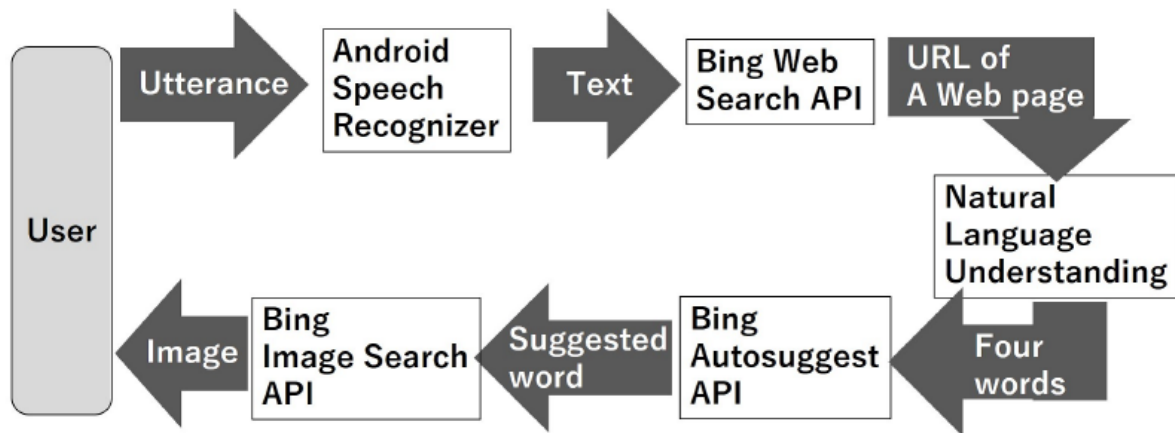 User
Utterance
Android
Speech
Recognizer
Text
Bing Web
Search API
URL of
A Web page
Natural
Language
Understanding
Four
words
Bing
Autosuggest
API
Suggested
word
Bing
Image Search
API
Image